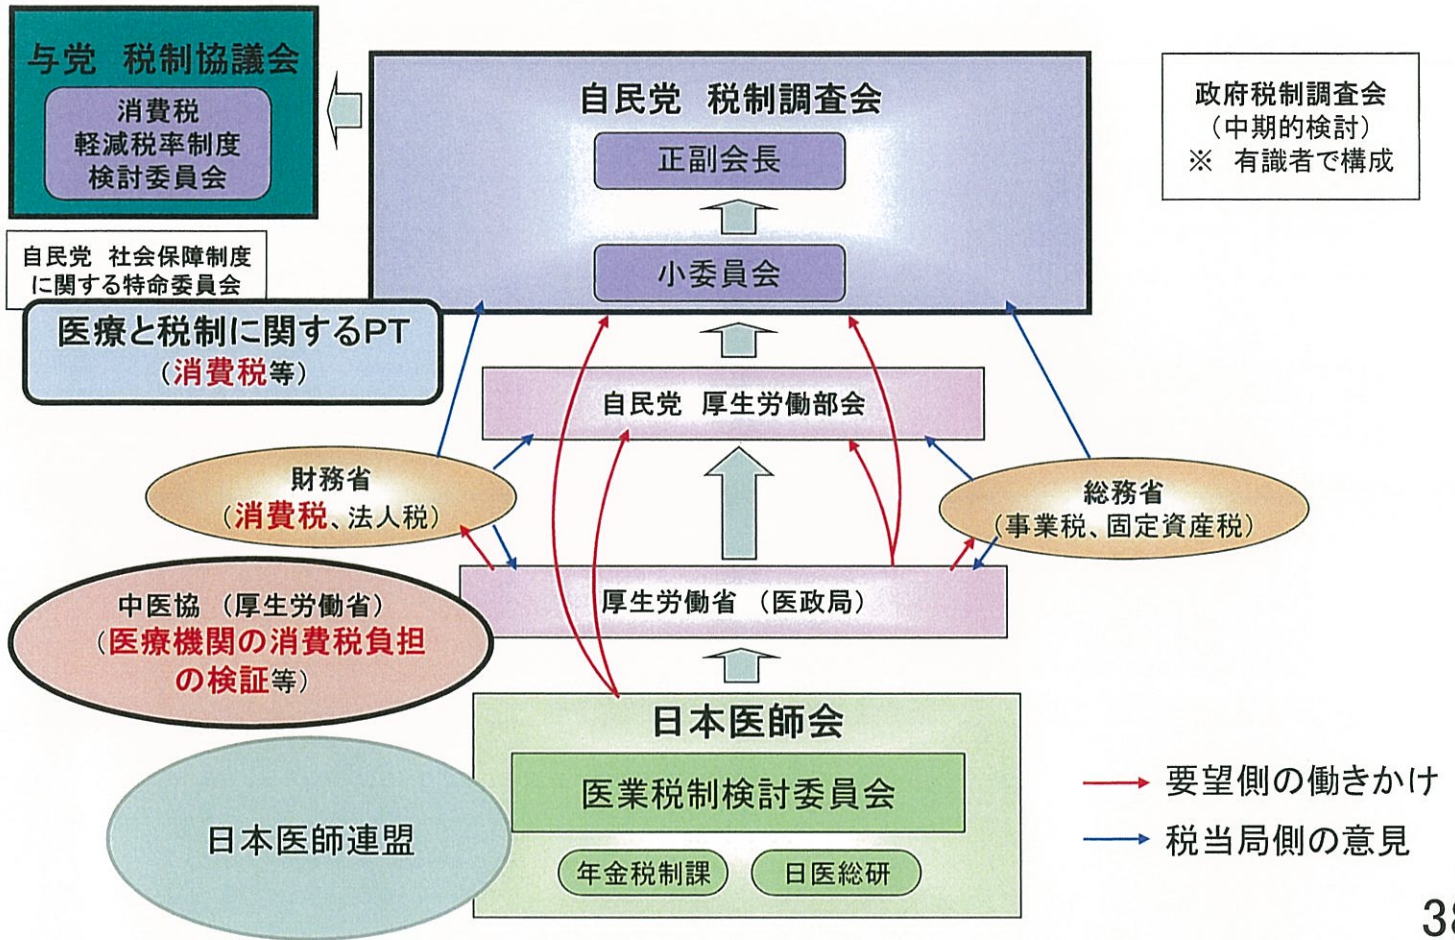 与党 税制協議会
消費税
軽減税率制度
検討委員会
自民党 税制調査会
正副会長
小委員会
政府税制調査会
(中期的検討)
※ 有識者で構成
自民党 社会保障制度
に関する特命委員会
医療と税制に関するPT
(消費税等)
自民党 厚生労働部会
財務省
(消費税、法人税)
総務省
(事業税、固定資産税)
厚生労働省 (医政局)
中医協 (厚生労働省)
(医療機関の消費税負担
の検証等)
日本医師会
医業税制検討委員会
年金税制課
日医総研
日本医師連盟
要望側の働きかけ
税当局側の意見
38